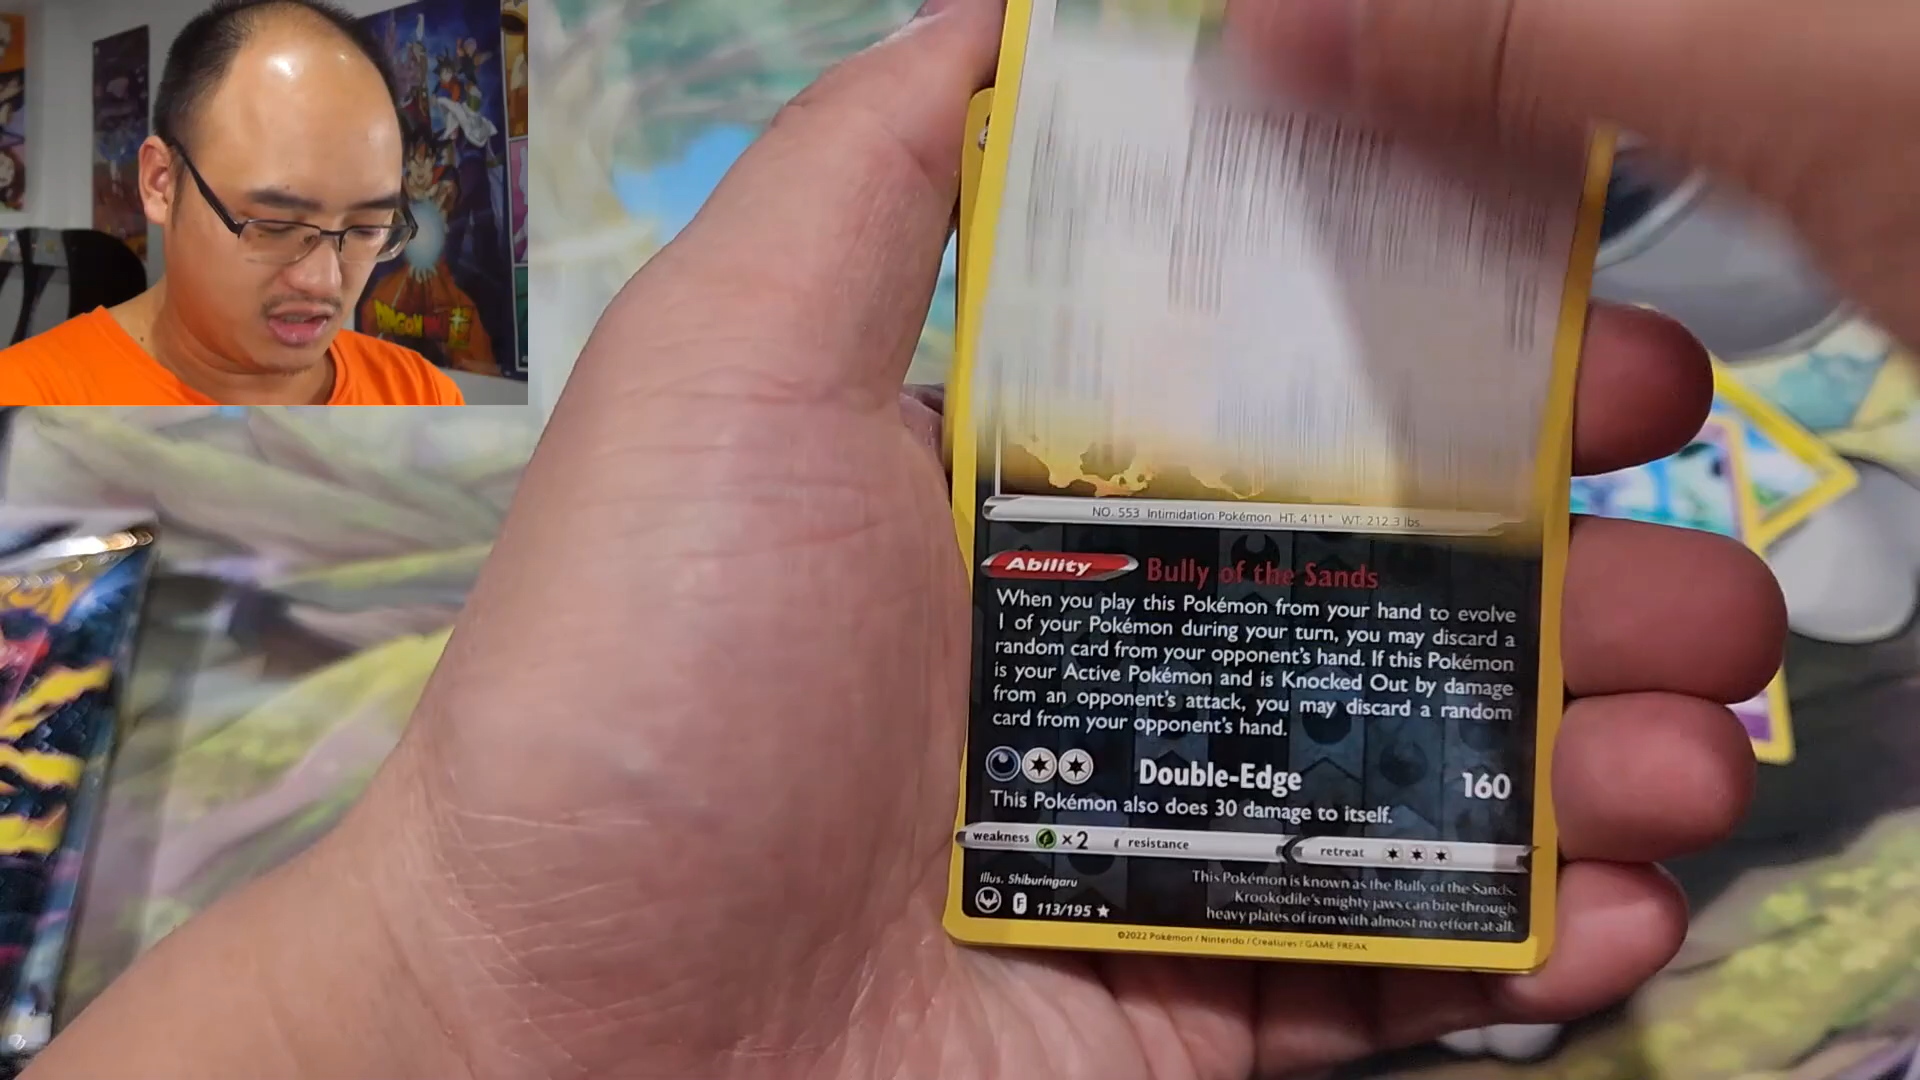 DRAGON
NO. 553 Intimidation Pokémon HT: 4'11" WT: 212.3 lbs.
Ability Bully of the Sands
When you play this Pokémon from your hand to evolve
1 of your Pokémon during your turn, you may discard a
random card from your opponent's hand. If this Pokémon
is your Active Pokémon and is Knocked Out by damage
from an opponent's attack, you may discard a random
card from your opponent's hand.
Double-Edge 160
This Pokémon also does 30 damage to itself.
weakness ×2 resistance retreat
Illus. Shiburingaru
F 113/195 ★
This Pokémon is known as the Bully of the Sands.
Krookodile's mighty jaws can bite through
heavy plates of iron with almost no effort at all.
©2022 Pokémon / Nintendo / Creatures / GAME FREAK